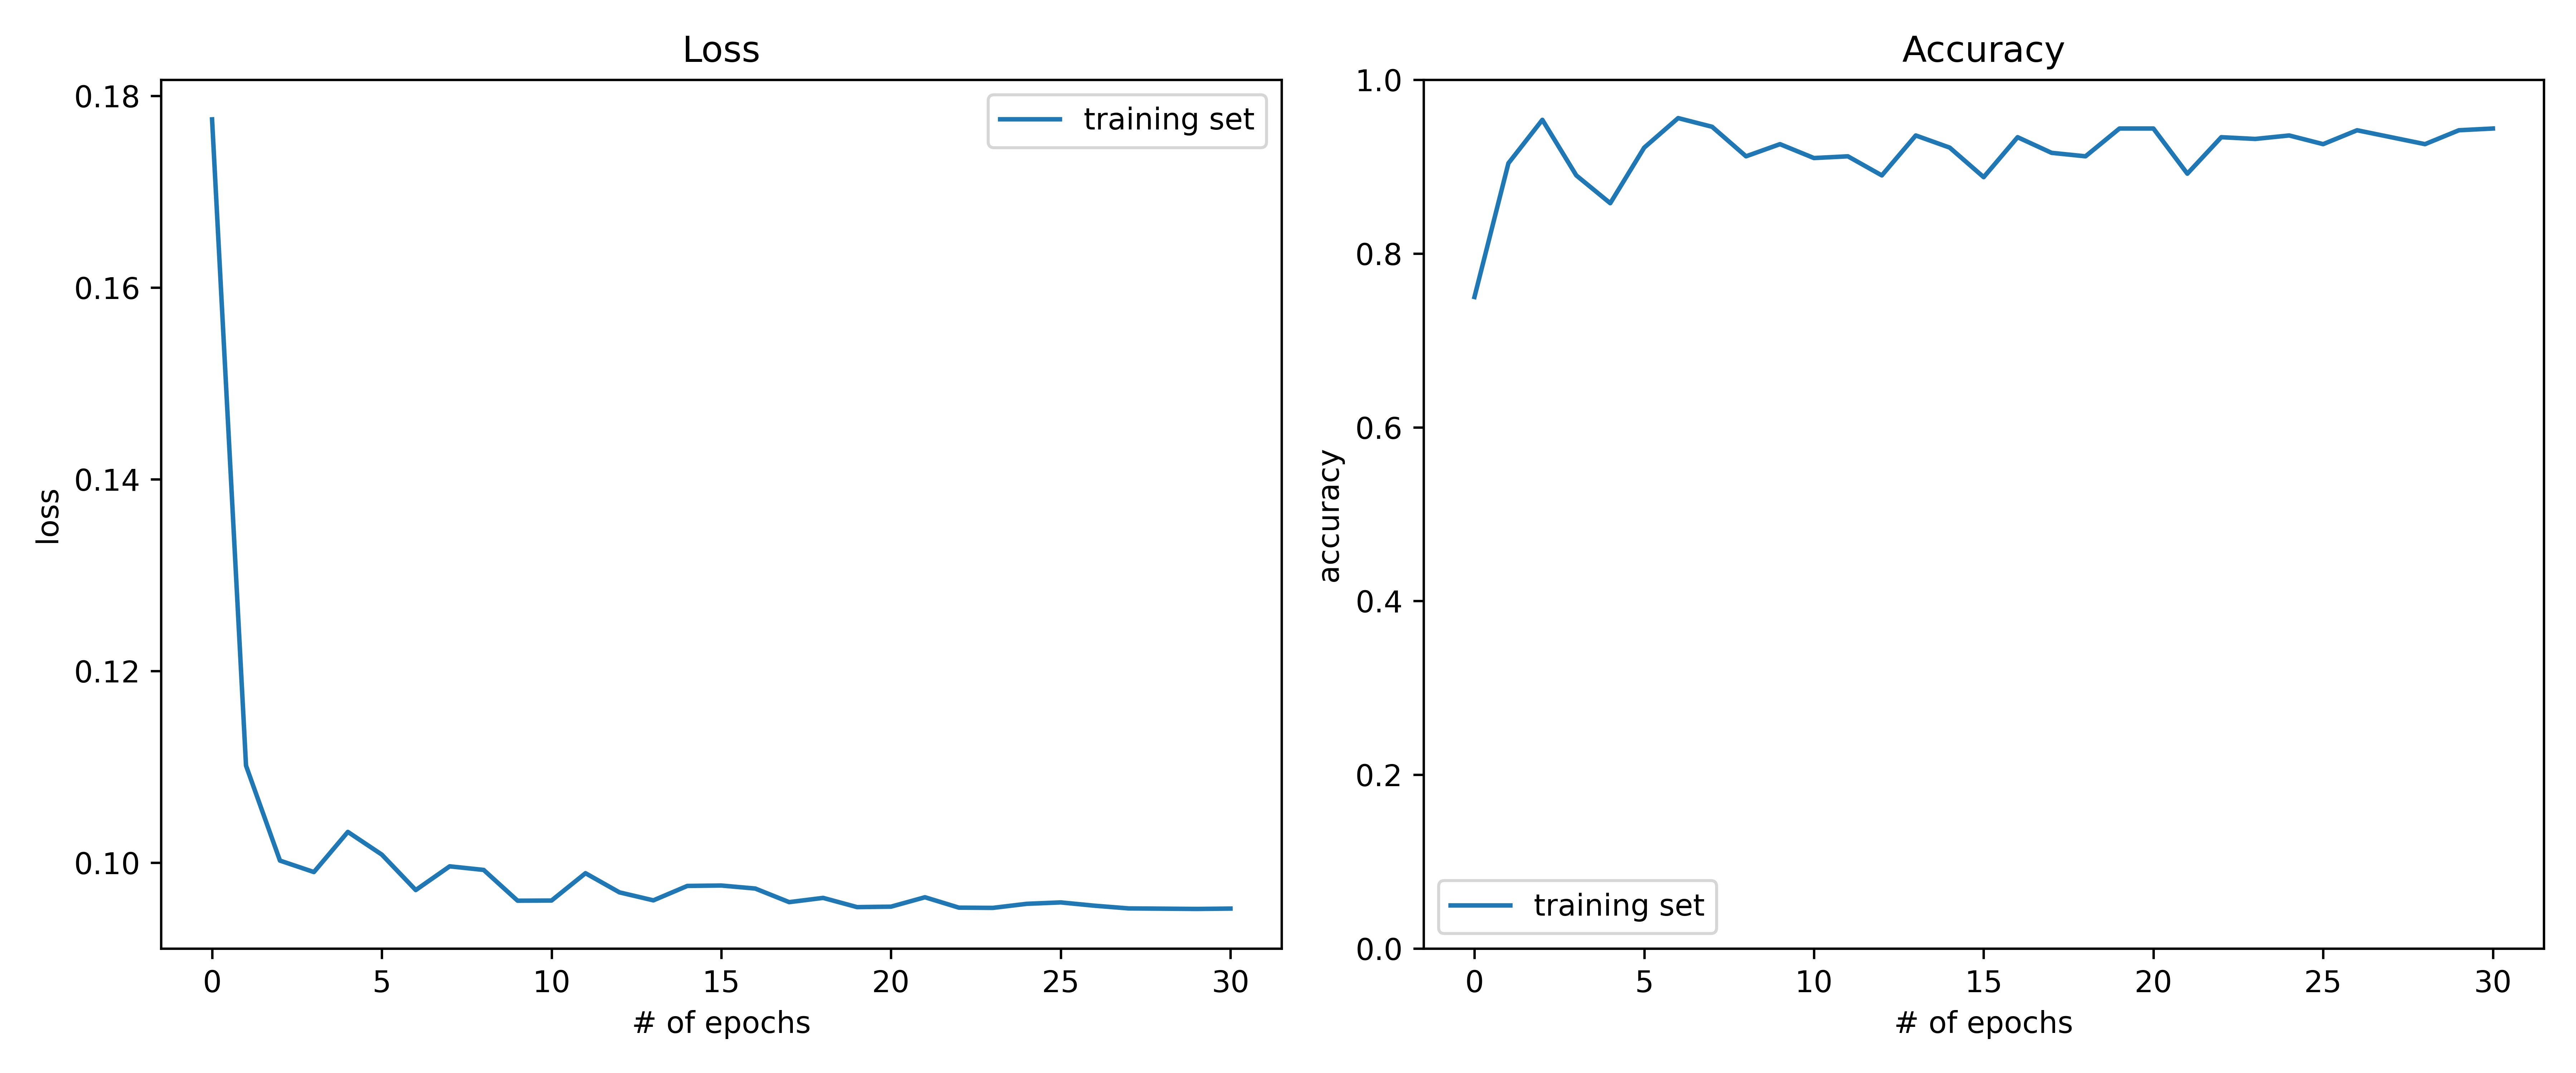 Loss
0.18
0.16
0.14
0.12
0.10
loss
training set
0 5 10 15 20 25 30
# of epochs
Accuracy
1.0
0.8
0.6
0.4
0.2
0.0
accuracy
training set
0 5 10 15 20 25 30
# of epochs